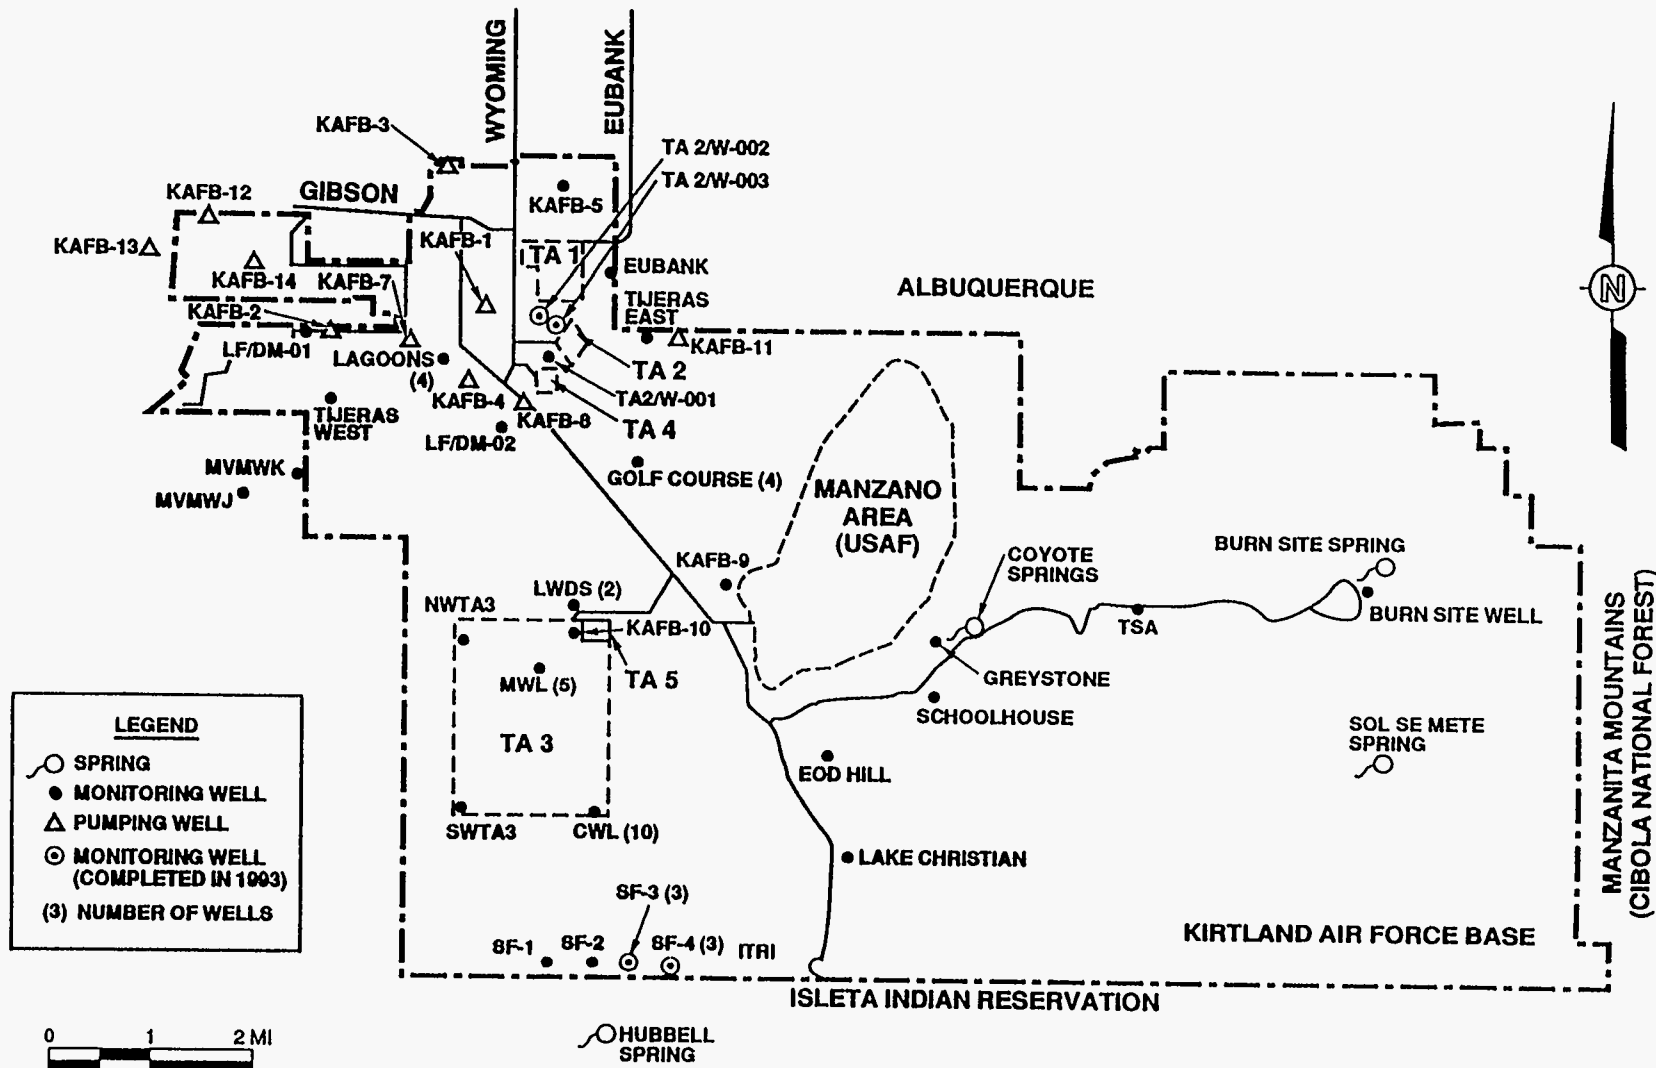 WYOMING
EUBANK
KAFB-3
TA 2/W-002
TA 2/W-003
KAFB-12
GIBSON
KAFB-5
KAFB-13
KAFB-1
TA 1
EUBANK
KAFB-14
KAFB-7
ALBUQUERQUE
TIJERAS
EAST
KAFB-2
KAFB-11
LF/DM-01
LAGOONS
(4)
TA 2
KAFB-4
TA2/W-001
TIJERAS
WEST
KAFB-8
TA 4
LF/DM-02
MVMWK
GOLF COURSE (4)
MVMWJ
MANZANO
AREA
(USAF)
BURN SITE SPRING
COYOTE
SPRINGS
KAFB-9
LWDS (2)
NWTA3
BURN SITE WELL
KAFB-10
TSA
MWL (5)
TA 5
GREYSTONE
SCHOOLHOUSE
TA 3
SOL SE METE
SPRING
EOD HILL
SWTA3
CWL (10)
LAKE CHRISTIAN
MANZANITA MOUNTAINS
(CIBOLA NATIONAL FOREST)
N
LEGEND
SPRING
MONITORING WELL
PUMPING WELL
MONITORING WELL
(COMPLETED IN 1993)
(3) NUMBER OF WELLS
SF-3 (3)
SF-1
SF-2
SF-4 (3)
ITRI
KIRTLAND AIR FORCE BASE
ISLETA INDIAN RESERVATION
0 1 2 MI
HUBBELL
SPRING